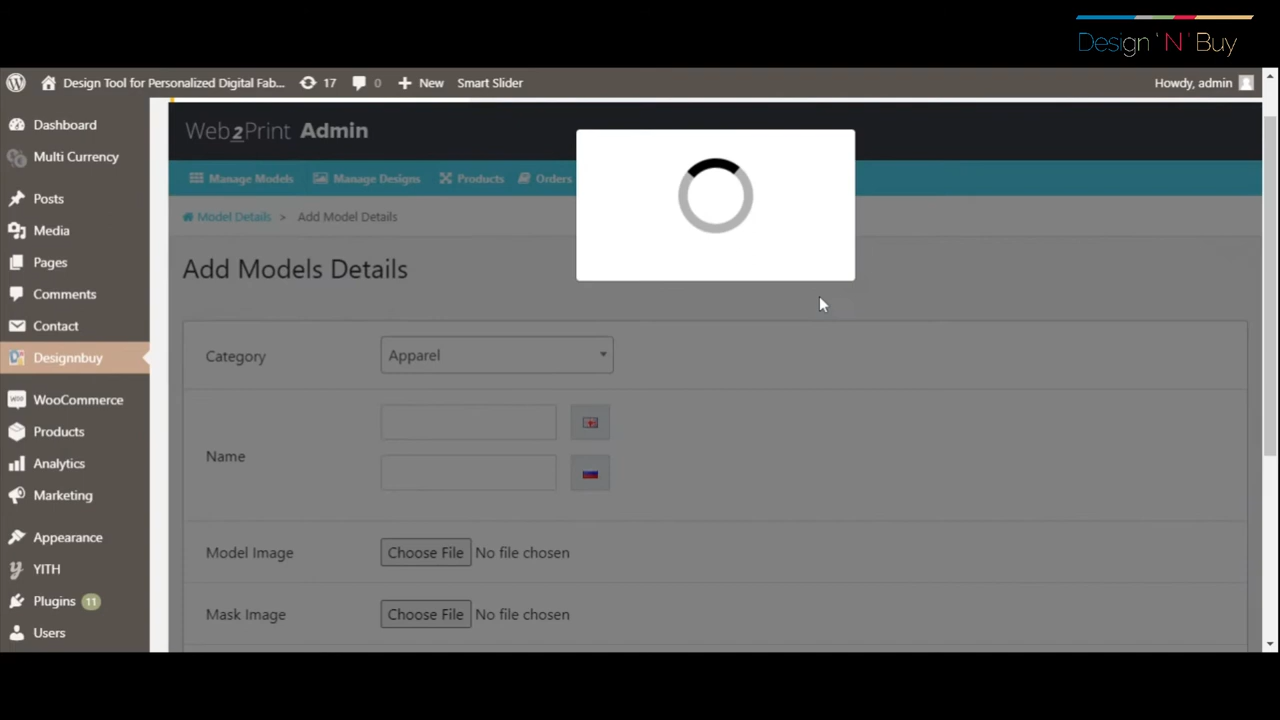 Design 'N' Buy
Design Tool for Personalized Digital Fab... 17 0 New Smart Slider Howdy, admin
Dashboard
Multi Currency
Posts
Media
Pages
Comments
Contact
Designnbuy
WooCommerce
Products
Analytics
Marketing
Appearance
YITH
Plugins 11
Users
Web2Print Admin
Manage Models Manage Designs Products Orders
Model Details > Add Model Details
Add Models Details
Category Apparel
Name
Model Image Choose File No file chosen
Mask Image Choose File No file chosen